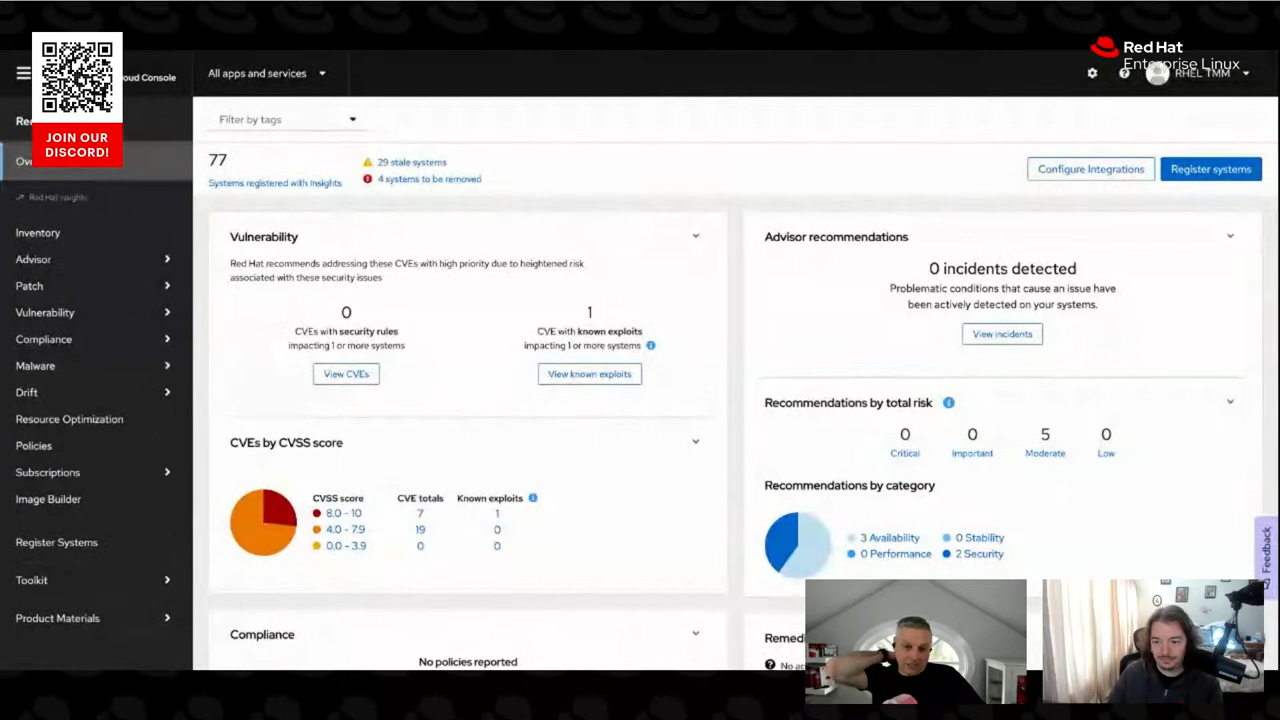 JOIN OUR
DISCORD!
oud Console
All apps and services
Red Hat
Enterprise Linux
RHEL TMM
Filter by tags
77
Systems registered with Insights
29 stale systems
4 systems to be removed
Configure Integrations
Register systems
Red Hat Insights
Inventory
Advisor
Patch
Vulnerability
Compliance
Malware
Drift
Resource Optimization
Policies
Subscriptions
Image Builder
Register Systems
Toolkit
Product Materials
Vulnerability
Red Hat recommends addressing these CVEs with high priority due to heightened risk
associated with these security issues
0
CVEs with security rules
impacting 1 or more systems
View CVEs
1
CVE with known exploits
impacting 1 or more systems
View known exploits
CVEs by CVSS score
CVSS score CVE totals Known exploits
8.0 - 10 7 1
4.0 - 7.9 19 0
0.0 - 3.9 0 0
Compliance
No policies reported
Advisor recommendations
0 incidents detected
Problematic conditions that cause an issue have
been actively detected on your systems.
View incidents
Recommendations by total risk
0 0 5 0
Critical Important Moderate Low
Recommendations by category
3 Availability 0 Stability
0 Performance 2 Security
Feedback
Remedi
No ac